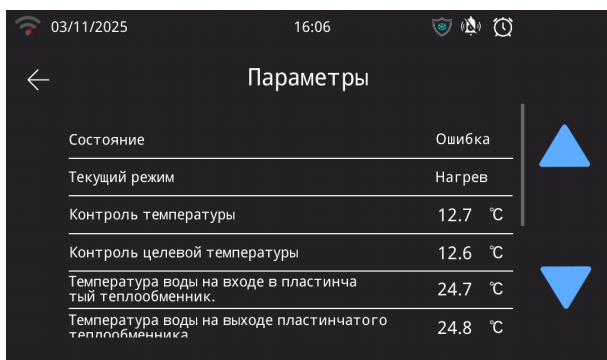 03/11/2025 16:06
Параметры
Состояние Ошибка
Текущий режим Нагрев
Контроль температуры 12.7 ℃
Контроль целевой температуры 12.6 ℃
Температура воды на входе в пластинча
тый теплообменник. 24.7 ℃
Температура воды на выходе пластинчатого
теплообменника 24.8 ℃